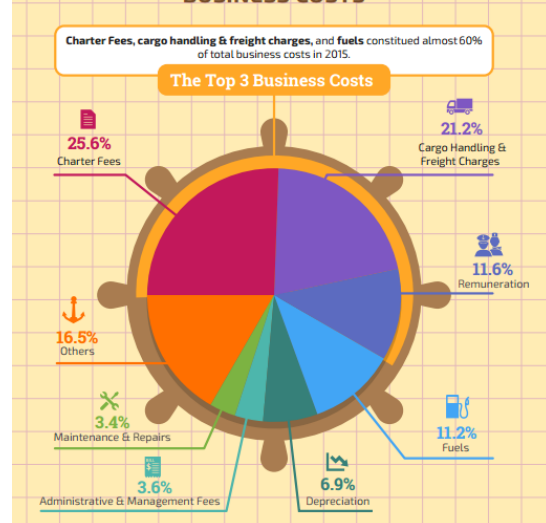 BUSINESS COSTS
Charter Fees, cargo handling & freight charges, and fuels constitued almost 60%
of total business costs in 2015.
The Top 3 Business Costs
25.6%
Charter Fees
21.2%
Cargo Handling &
Freight Charges
11.6%
Remuneration
16.5%
Others
3.4%
Maintenance & Repairs
11.2%
Fuels
3.6%
Administrative & Management Fees
6.9%
Depreciation